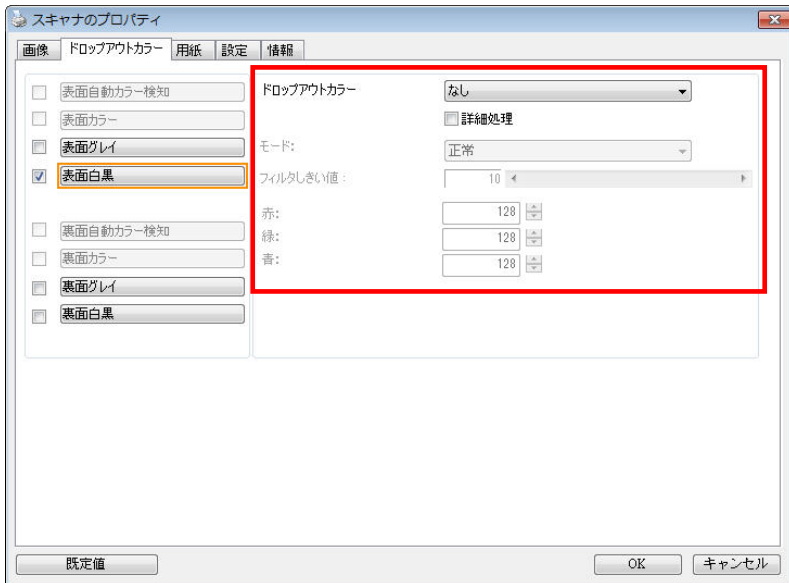 スキャナのプロパティ
画像 ドロップアウトカラー 用紙 設定 情報
表面自動カラー検知
表面カラー
表面グレイ
表面白黒
裏面自動カラー検知
裏面カラー
裏面グレイ
裏面白黒
ドロップアウトカラー なし
詳細処理
モード: 正常
フィルタしきい値: 10
赤: 128
緑: 128
青: 128
既定値 OK キャンセル